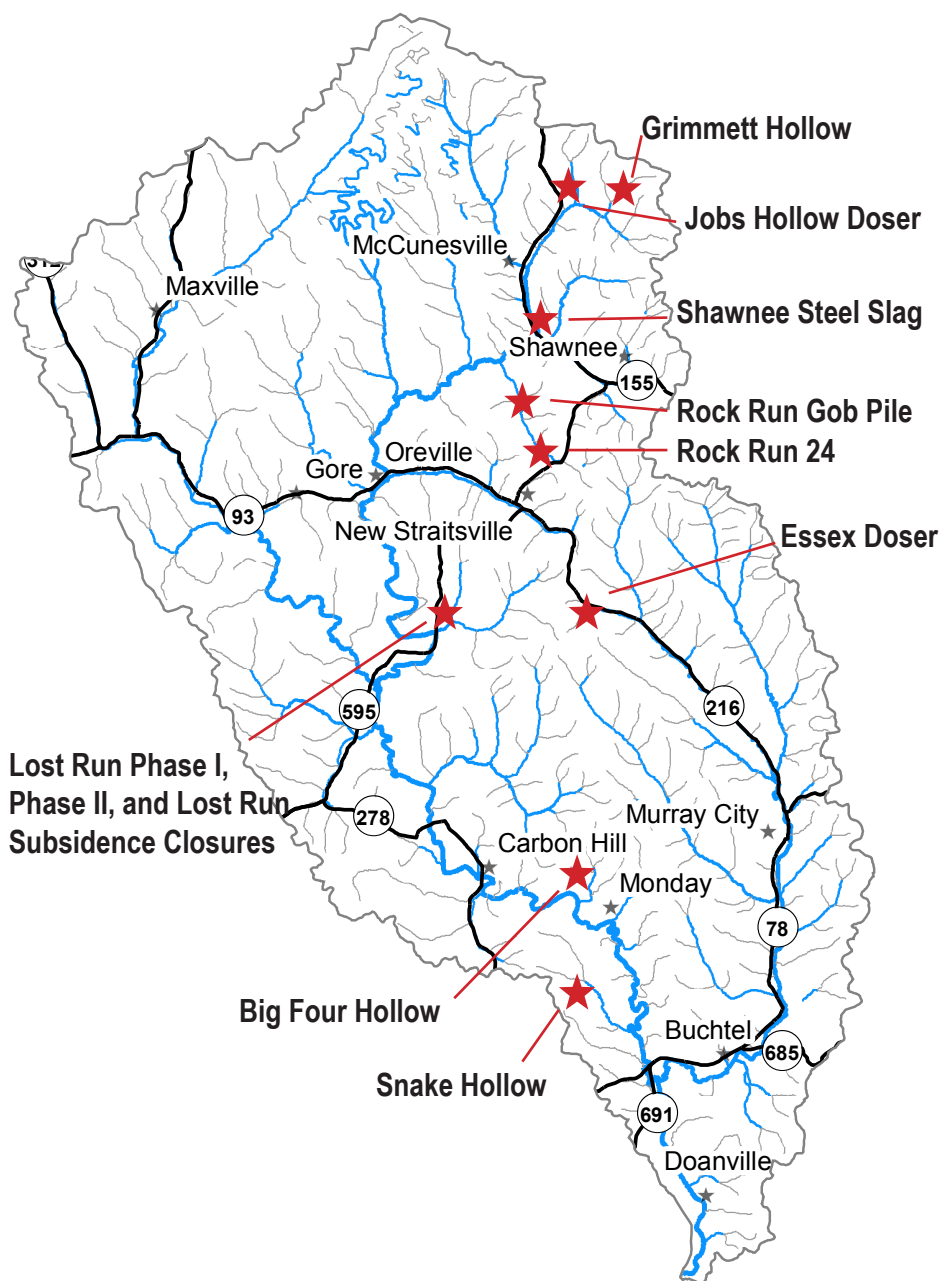 Grimmett Hollow
Jobs Hollow Doser
McCunesville
Maxville
Shawnee Steel Slag
Shawnee
155
Rock Run Gob Pile
Oreville
Rock Run 24
Gore
93
New Straitsville
Essex Doser
595
216
Lost Run Phase I,
Phase II, and Lost Run
Subsidence Closures
278
Murray City
Carbon Hill
Monday
78
Big Four Hollow
Buchtel
685
Snake Hollow
691
Doanville